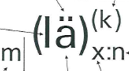 (lä)(k)
m| x:n